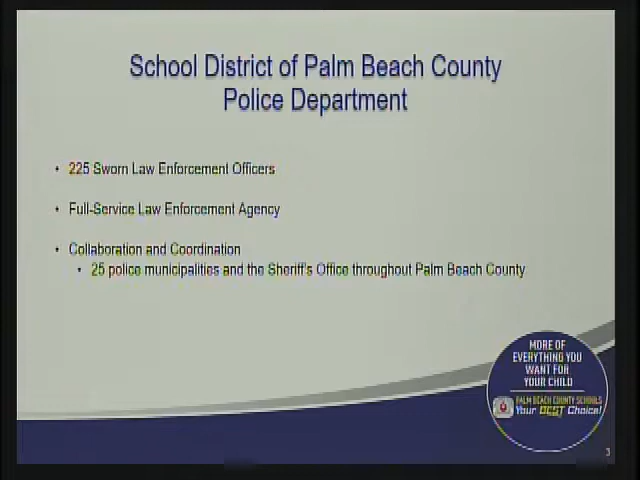 School District of Palm Beach County
Police Department
• 225 Sworn Law Enforcement Officers
• Full-Service Law Enforcement Agency
• Collaboration and Coordination
• 25 police municipalities and the Sheriff's Office throughout Palm Beach County
MORE OF
EVERYTHING YOU
WANT FOR
YOUR CHILD
PALM BEACH COUNTY SCHOOLS
Your BEST Choice!
3